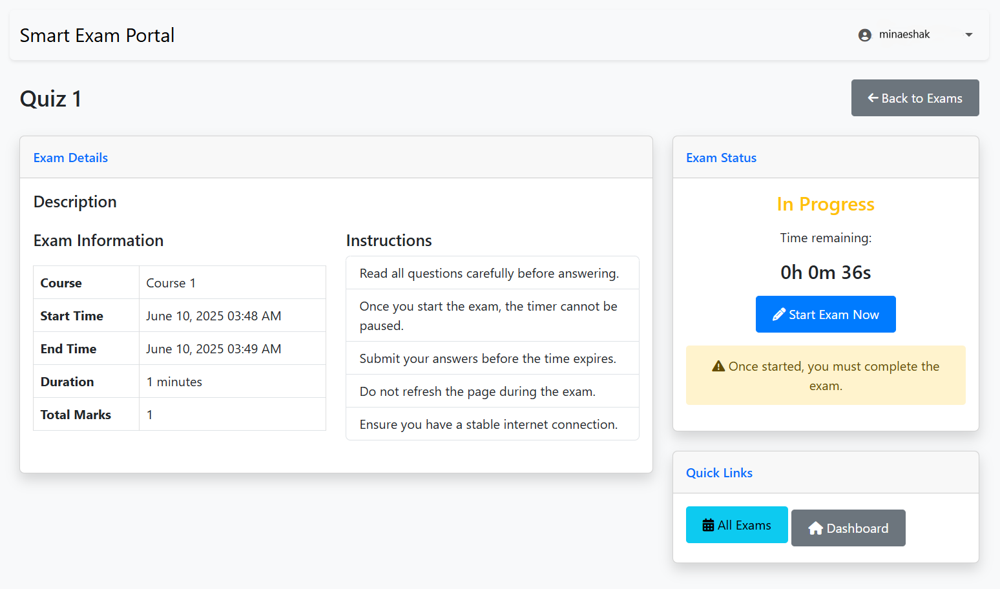 Smart Exam Portal
minaeshak
Quiz 1
Back to Exams
Exam Details
Description
Exam Information
Course Course 1
Start Time June 10, 2025 03:48 AM
End Time June 10, 2025 03:49 AM
Duration 1 minutes
Total Marks 1
Instructions
Read all questions carefully before answering.
Once you start the exam, the timer cannot be
paused.
Submit your answers before the time expires.
Do not refresh the page during the exam.
Ensure you have a stable internet connection.
Exam Status
In Progress
Time remaining:
0h 0m 36s
Start Exam Now
Once started, you must complete the
exam.
Quick Links
All Exams
Dashboard